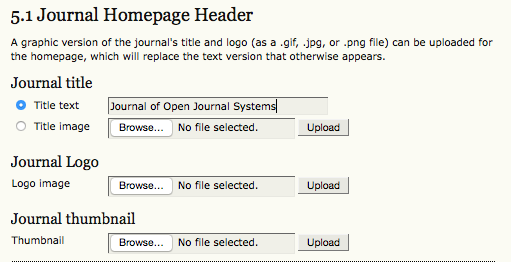 5.1 Journal Homepage Header
A graphic version of the journal's title and logo (as a .gif, .jpg, or .png file) can be uploaded for
the homepage, which will replace the text version that otherwise appears.
Journal title
Title text Journal of Open Journal Systems
Title image Browse... No file selected. Upload
Journal Logo
Logo image Browse... No file selected. Upload
Journal thumbnail
Thumbnail Browse... No file selected. Upload